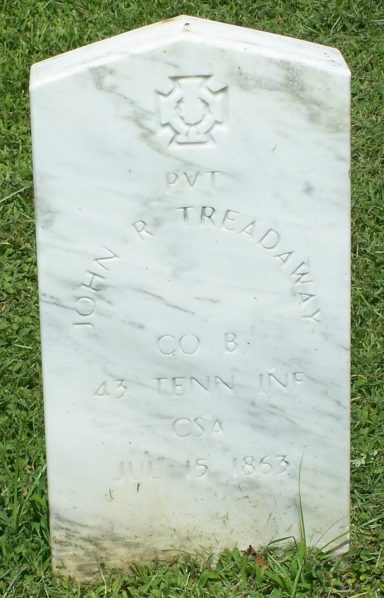 PVT
JOHN R TREADAWAY
CO B
43 TENN INF
CSA
JUL 15 1863